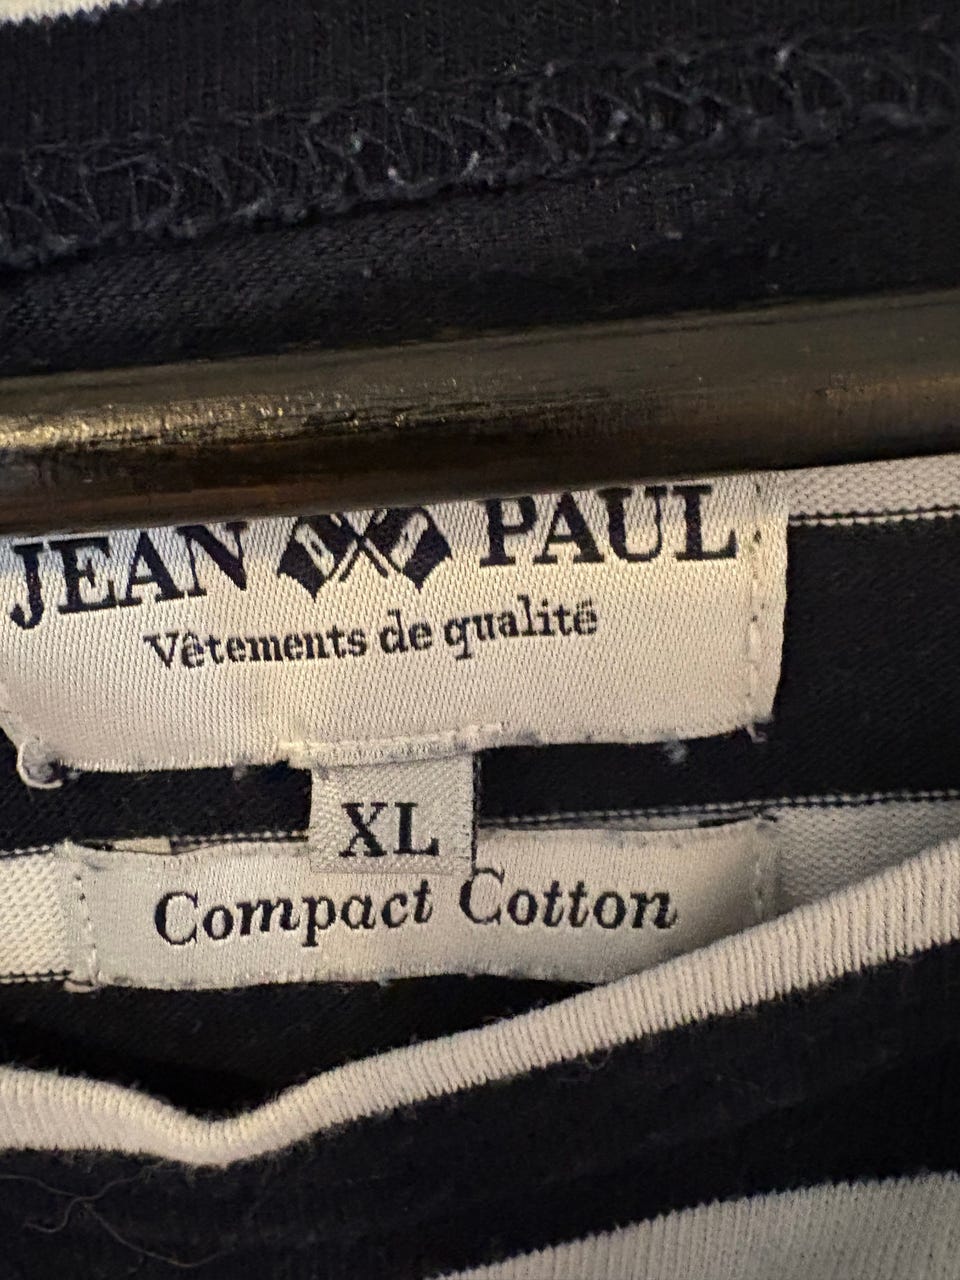 JEAN PAUL
Vêtements de qualité
XL
Compact Cotton